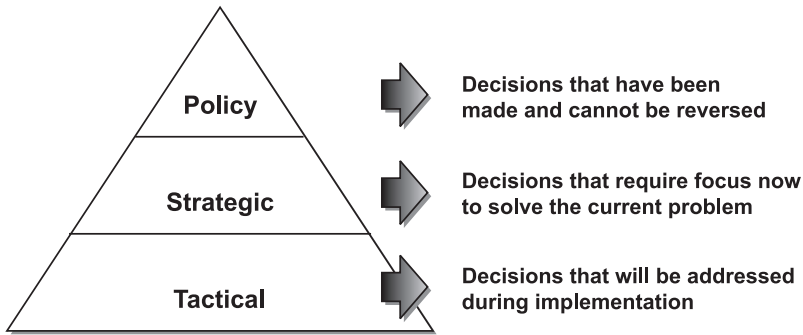 Policy
Decisions that have been
made and cannot be reversed
Strategic
Decisions that require focus now
to solve the current problem
Tactical
Decisions that will be addressed
during implementation